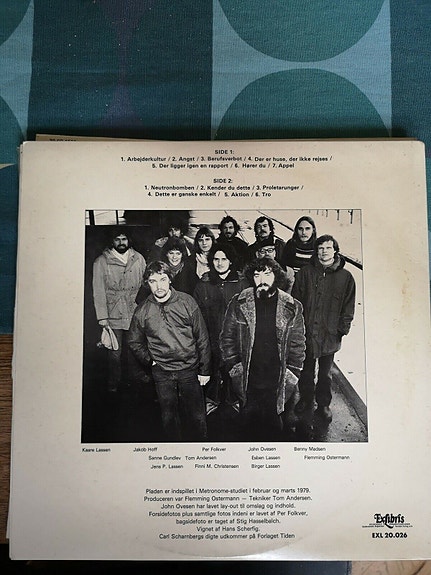 SIDE 1:
1. Arbejderkultur / 2. Angst / 3. Berufsverbot / 4. Der er huse, der ikke rejses /
5. Der ligger igen en rapport / 6. Hører du / 7. Appel
SIDE 2:
1. Neutronbomben / 2. Kender du dette / 3. Proletarunger /
4. Dette er ganske enkelt / 5. Aktion / 6. Tro
Kaare Lassen Jakob Hoff Per Folkver John Ovesen Benny Madsen
Sanne Gundlev Tom Andersen Esben Lassen Flemming Ostermann
Jens P. Lassen Finni M. Christensen Birger Lassen
Pladen er indspillet i Metronome-studiet i februar og marts 1979.
Produceren var Flemming Ostermann — Tekniker Tom Andersen.
John Ovesen har lavet lay-out til omslag og indhold.
Forsidefotos plus samtlige fotos indeni er lavet af Per Folkver,
bagsidefoto er taget af Stig Hasselbalch.
Vignet af Hans Scherfig.
Carl Scharnbergs digte udkommer på Forlaget Tiden
Exlibris
EXL 20.026